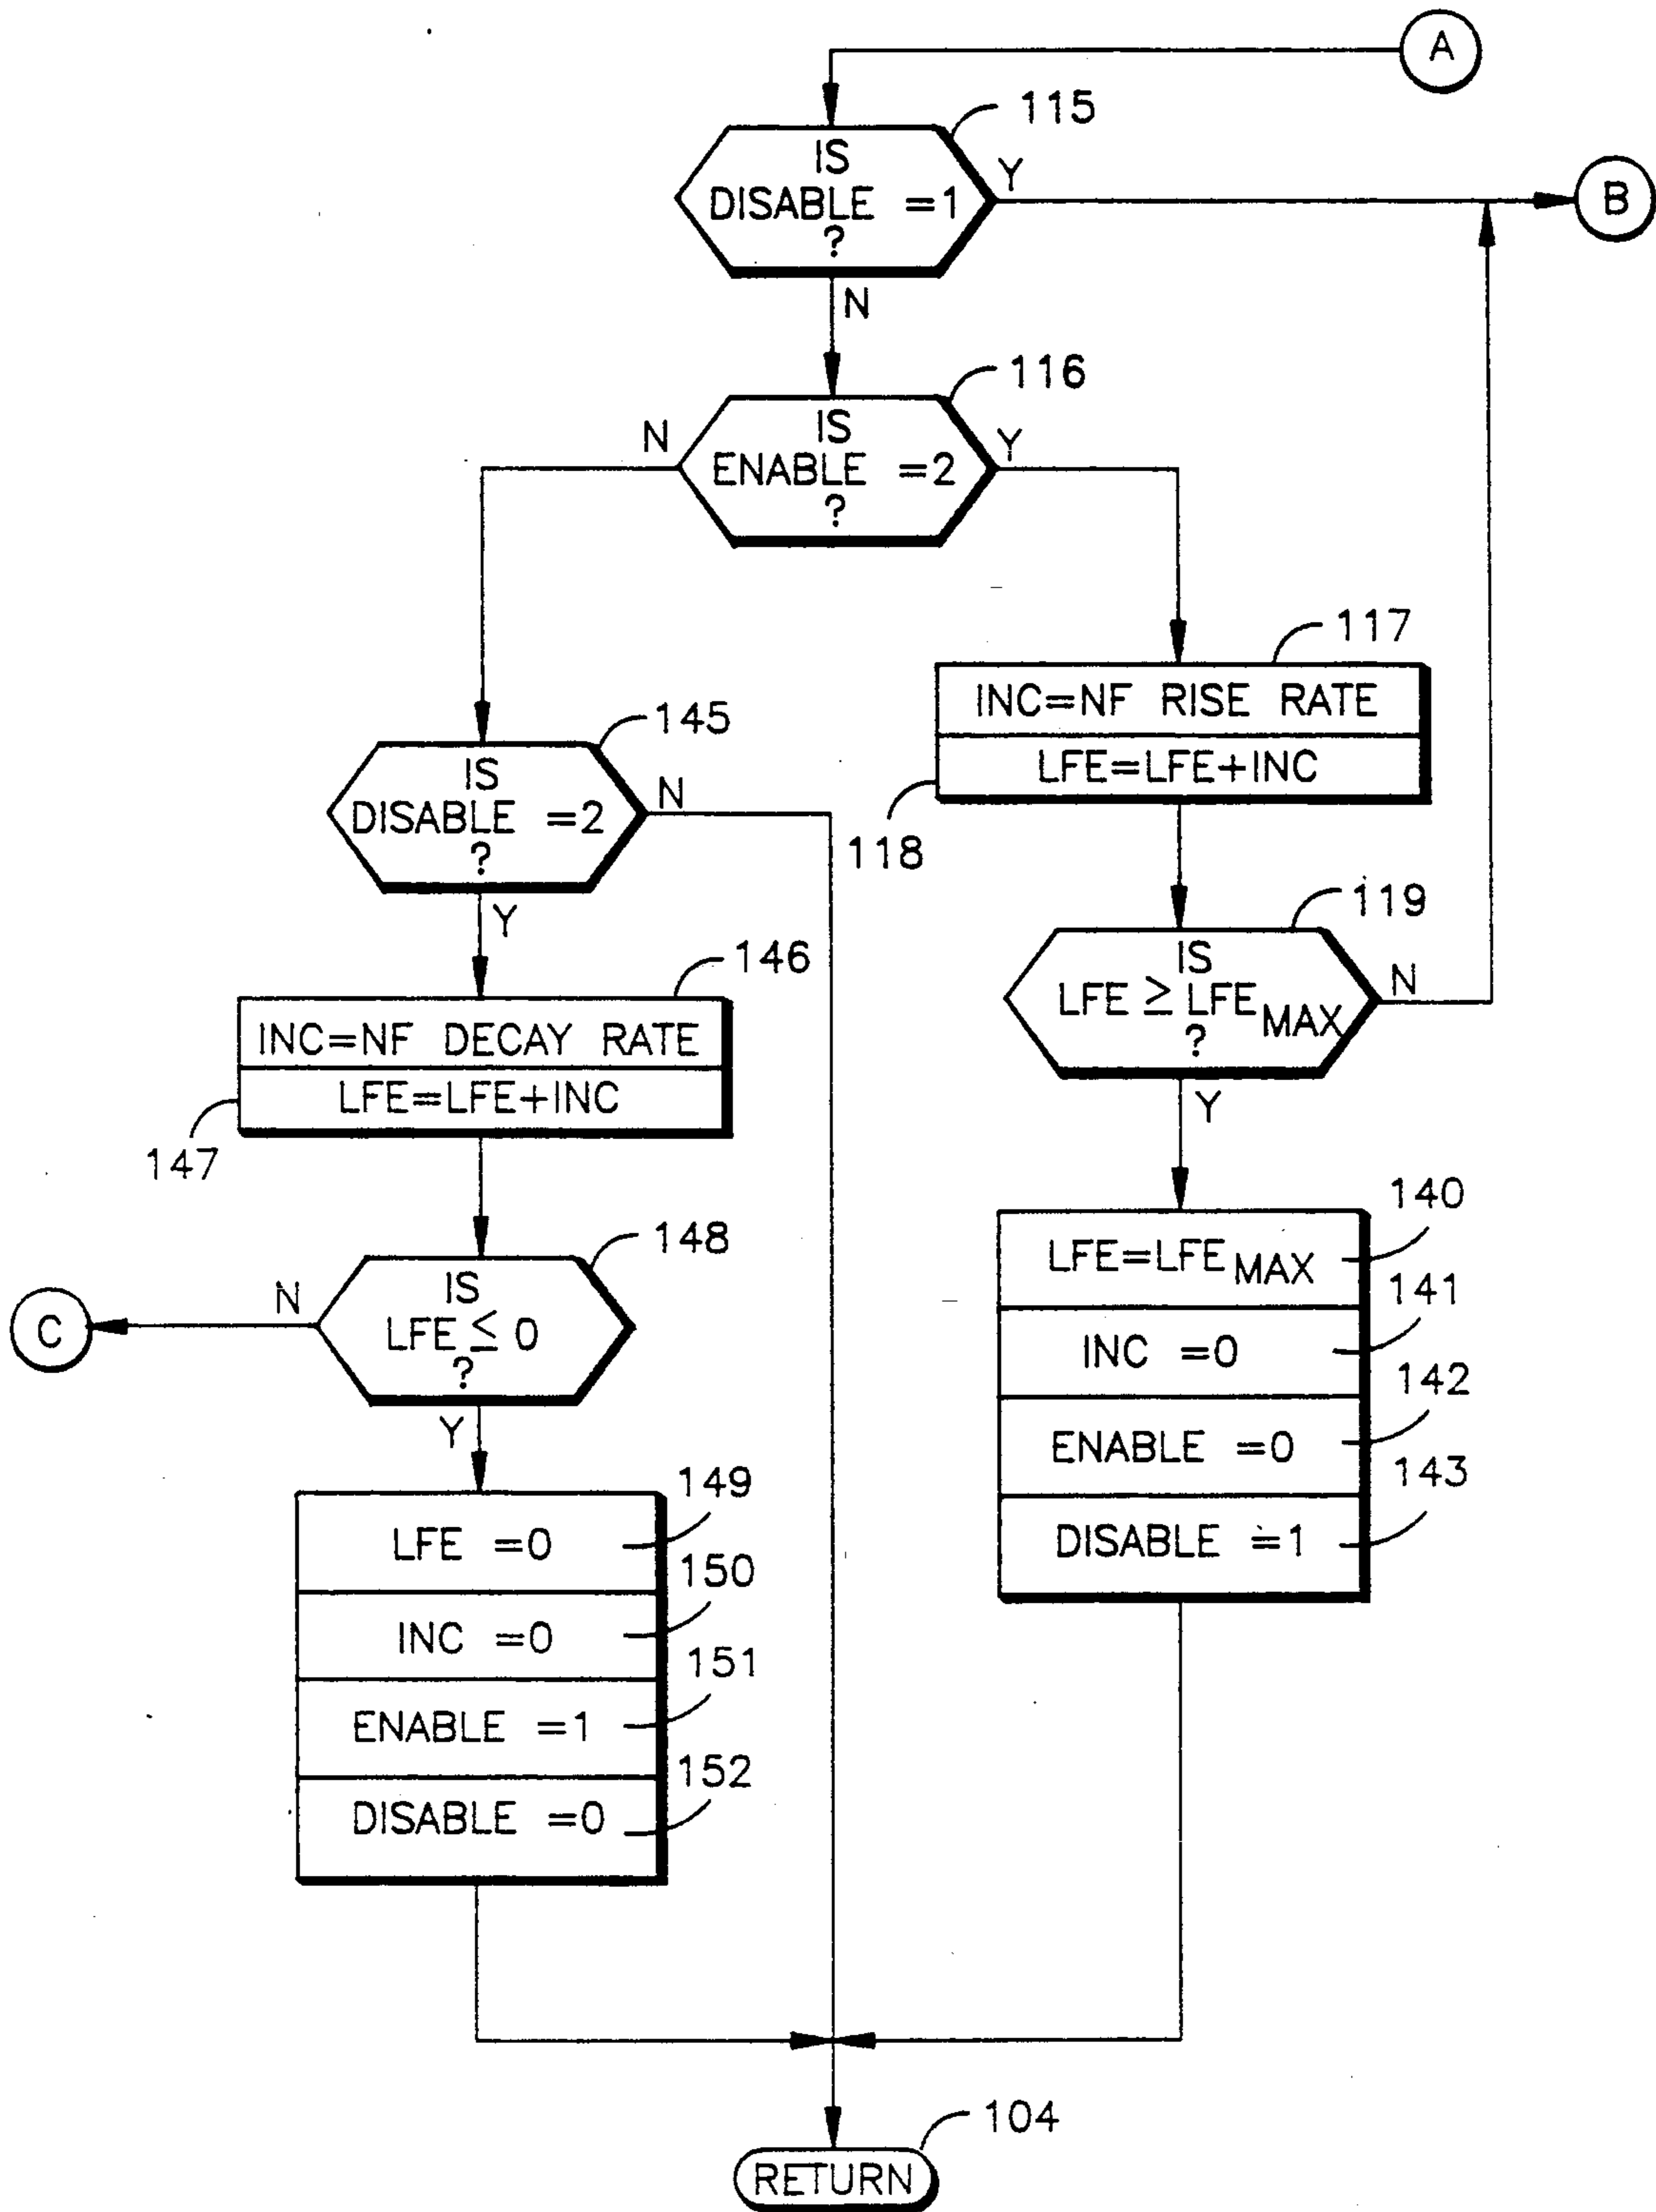 A
115
IS
DISABLE =1
?
Y
B
N
116
IS
ENABLE =2
?
N
Y
117
INC=NF RISE RATE
LFE=LFE+INC
118
145
IS
DISABLE =2
?
N
Y
119
IS
LFE ≥ LFE MAX
?
N
Y
146
INC=NF DECAY RATE
LFE=LFE+INC
147
148
IS
LFE ≤ 0
?
N
C
Y
140
LFE=LFE MAX
141
INC =0
142
ENABLE =0
143
DISABLE =1
149
LFE =0
150
INC =0
151
ENABLE =1
152
DISABLE =0
104
RETURN